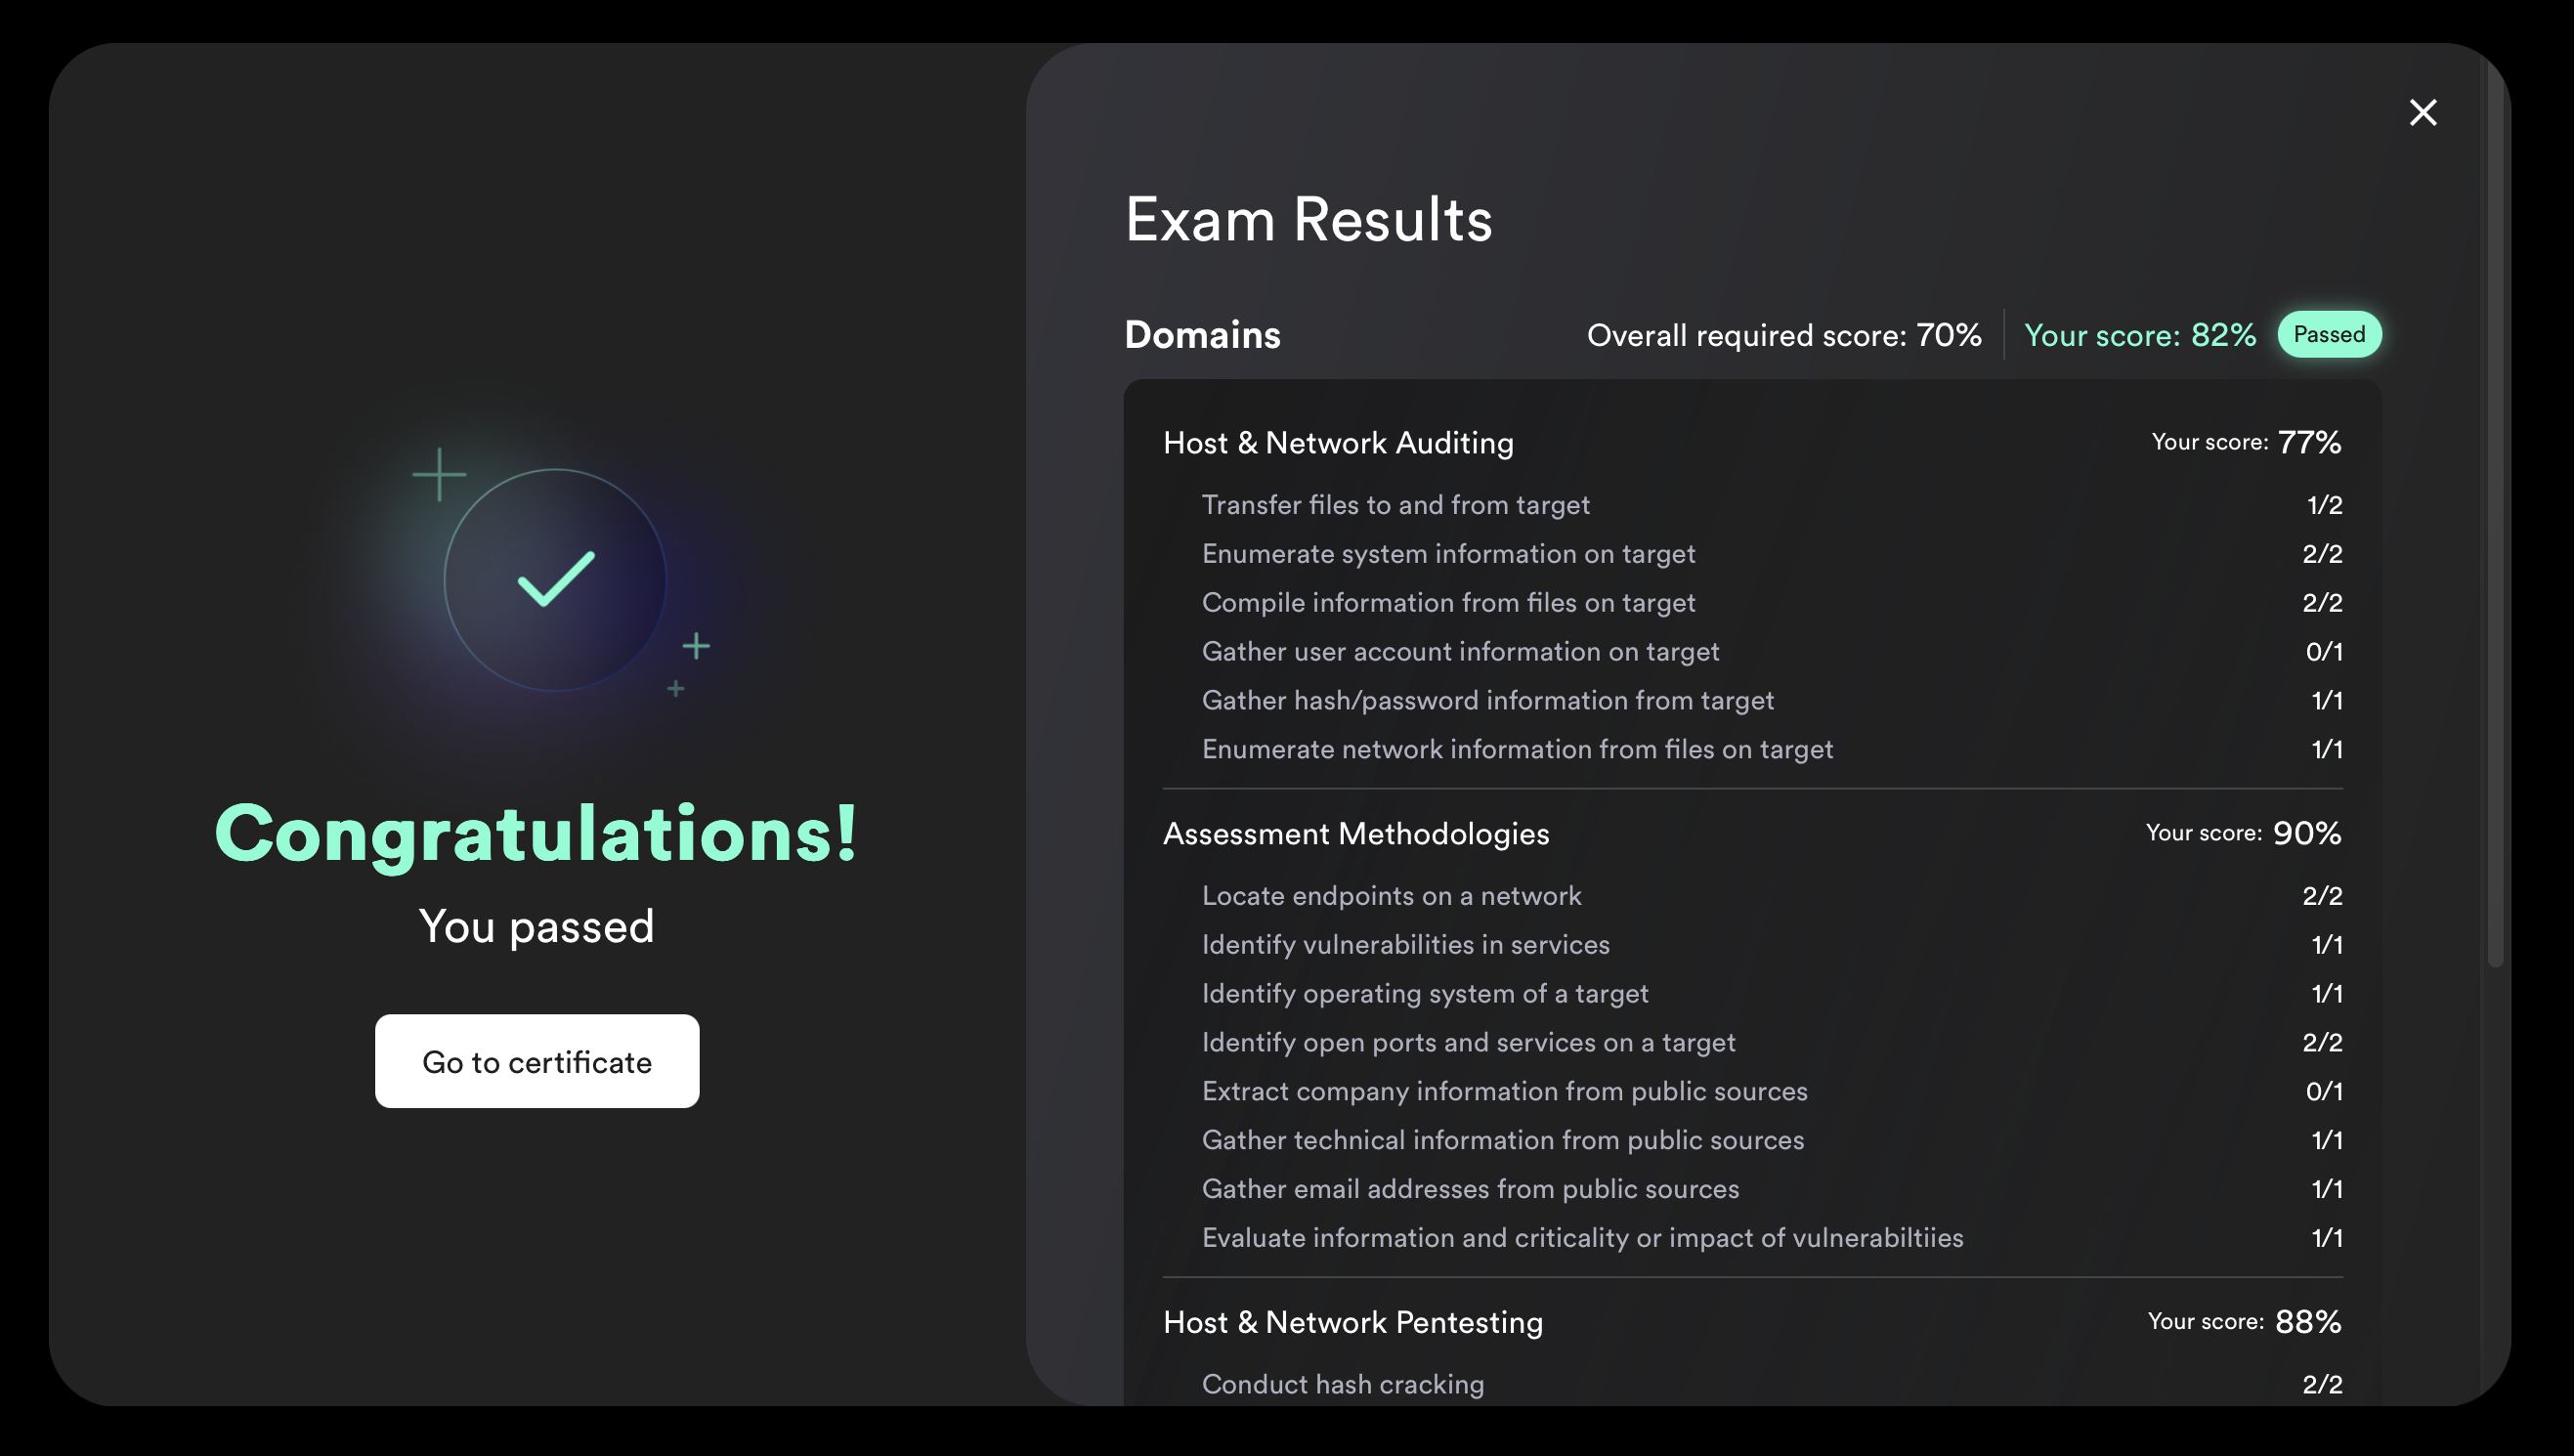 Congratulations!
You passed
Go to certificate
Exam Results
Domains Overall required score: 70% Your score: 82% Passed
Host & Network Auditing Your score: 77%
Transfer files to and from target 1/2
Enumerate system information on target 2/2
Compile information from files on target 2/2
Gather user account information on target 0/1
Gather hash/password information from target 1/1
Enumerate network information from files on target 1/1
Assessment Methodologies Your score: 90%
Locate endpoints on a network 2/2
Identify vulnerabilities in services 1/1
Identify operating system of a target 1/1
Identify open ports and services on a target 2/2
Extract company information from public sources 0/1
Gather technical information from public sources 1/1
Gather email addresses from public sources 1/1
Evaluate information and criticality or impact of vulnerabiltiies 1/1
Host & Network Pentesting Your score: 88%
Conduct hash cracking 2/2